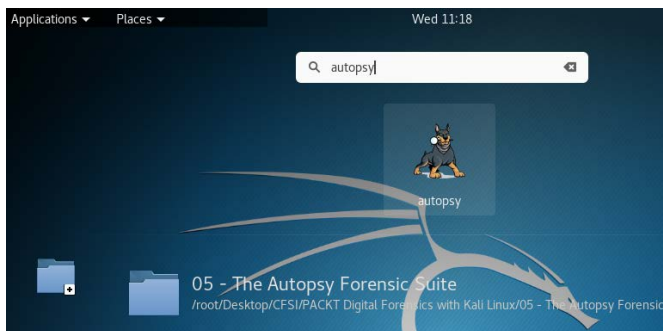 Applications Places Wed 11:18
autopsy
autopsy
05 - The Autopsy Forensic Suite
/root/Desktop/CFSI/PACKT Digital Forensics with Kali Linux/05 - The Autopsy Forensic